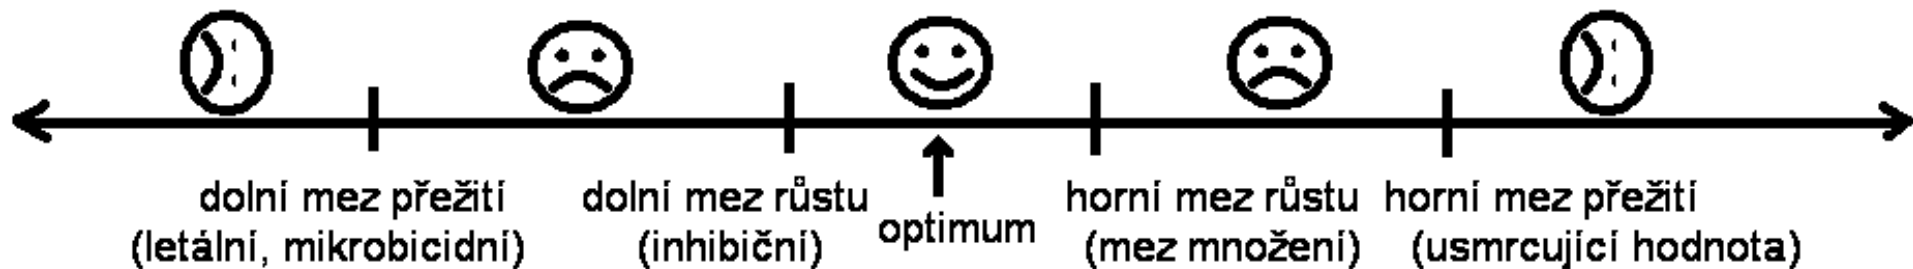 dolní mez přežití
(letální, mikrobicidní)
dolní mez růstu
(inhibiční)
optimum
horní mez růstu
(mez množení)
horní mez přežití
(usmrcující hodnota)